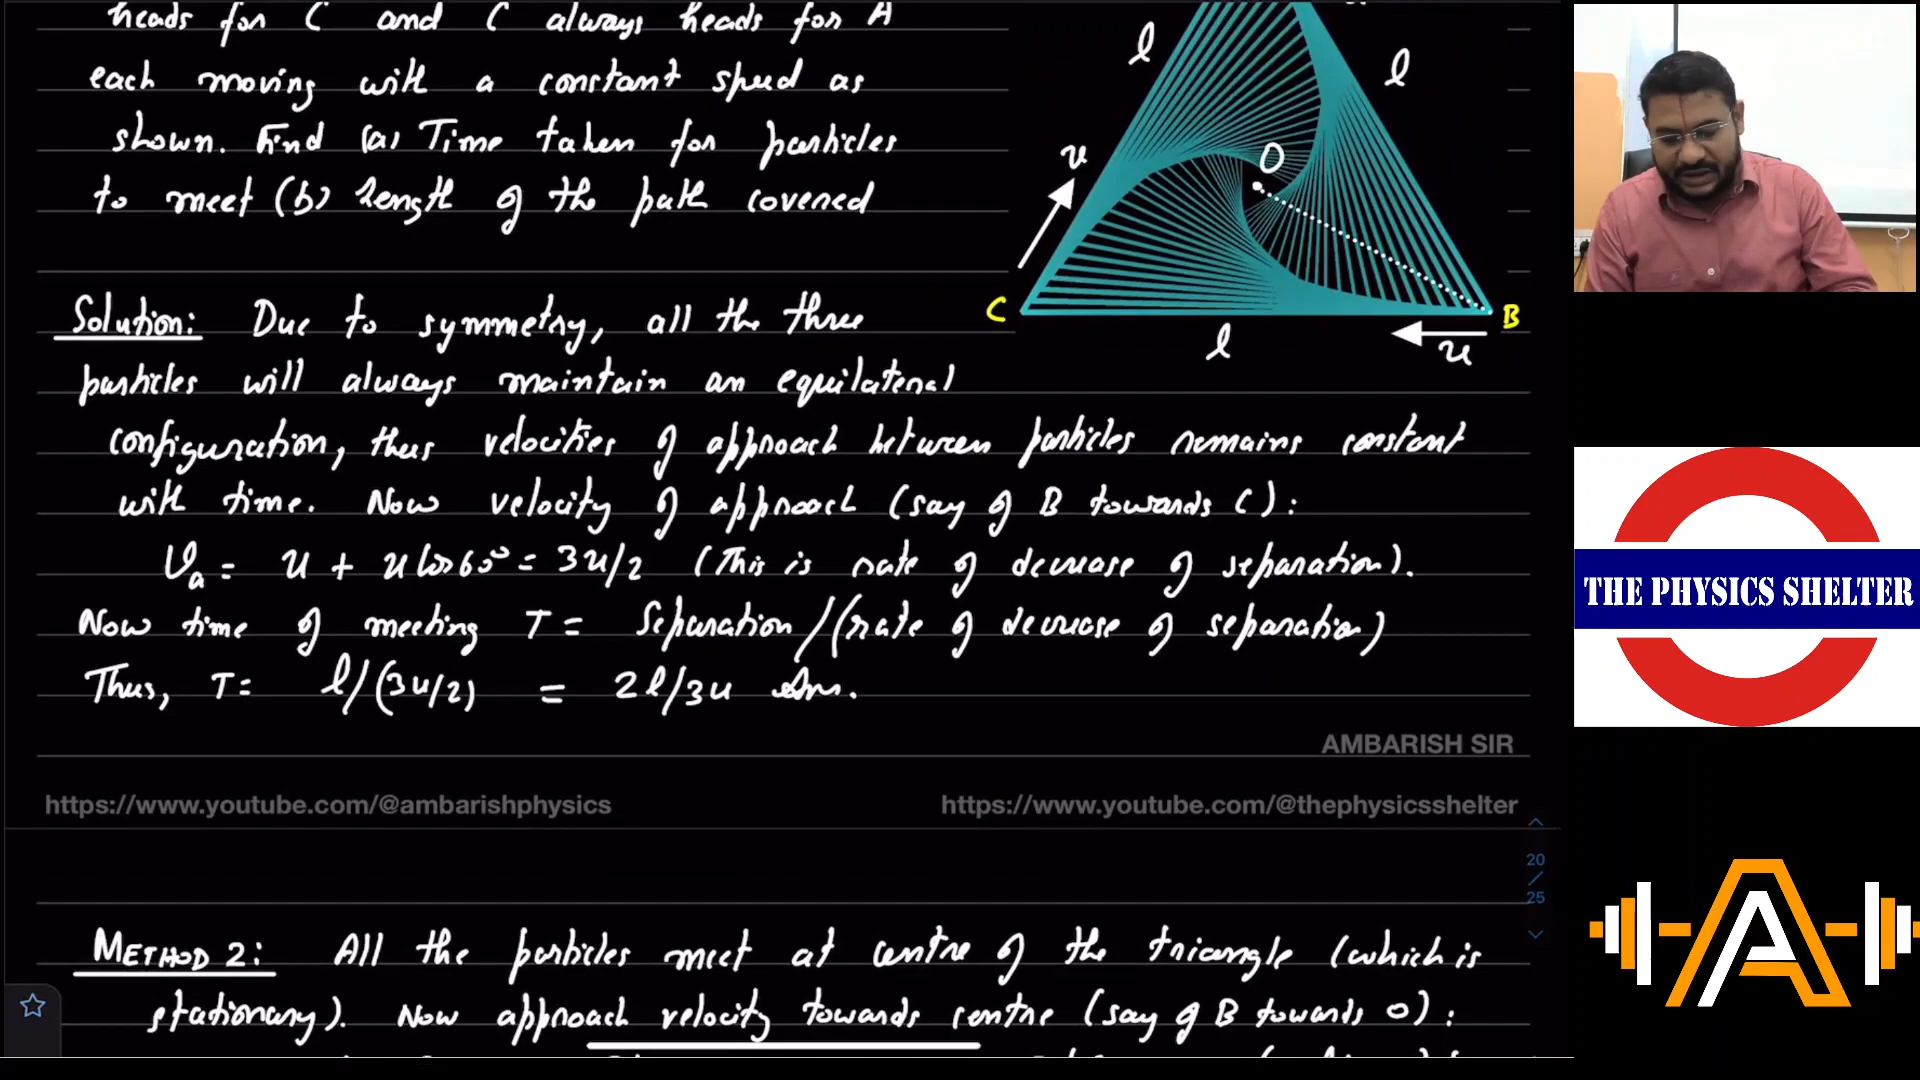 heads for C and C always heads for A
each moving with a constant speed as
shown. Find (a) Time taken for particles
to meet (b) length of the path covered
l
l
u
O
C
B
l
u
Solution: Due to symmetry, all the three
particles will always maintain an equilateral
configuration, thus velocities of approach between particles remains constant
with time. Now velocity of approach (say of B towards C):
Va = u + u cos60° = 3u/2 (This is rate of decrease of separation).
Now time of meeting T = Separation/(rate of decrease of separation)
Thus, T = l/(3u/2) = 2l/3u Ans.
AMBARISH SIR
https://www.youtube.com/@ambarishphysics
https://www.youtube.com/@thephysicsshelter
20
/
25
METHOD 2: All the particles meet at centre of the triangle (which is
stationary). Now approach velocity towards centre (say of B towards O):
THE PHYSICS SHELTER
A